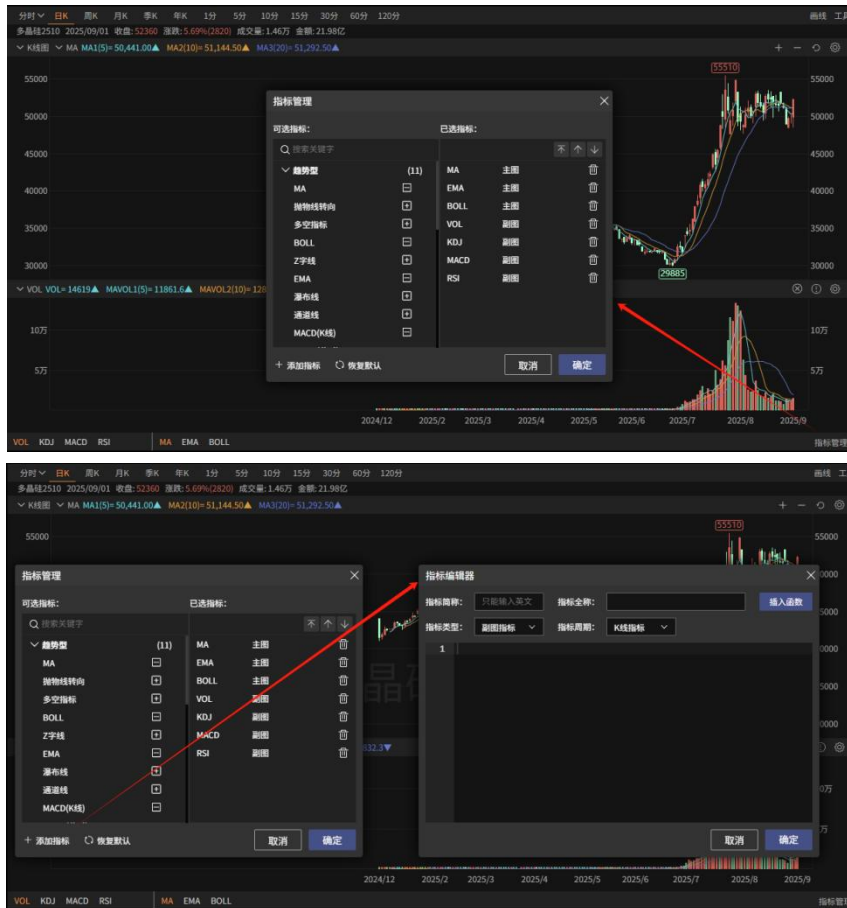 分时 日K 周K 月K 季K 年K 1分 5分 10分 15分 30分 60分 120分 画线
多晶硅2510 2025/09/01 收盘:52360 涨跌:5.69%(2820) 成交量:1.46万 金额:21.98亿
K线图 MA MA1(5)=50,441.00▲ MA2(10)=51,144.50▲ MA3(20)=51,292.50▲
55510
55000 55000
指标管理
50000 50000
可选指标: 已选指标:
搜索关键字
45000 45000
趋势型 (11) MA 主图
MA EMA 主图
40000 40000
抛物线转向 BOLL 主图
多空指标 VOL 副图
35000 35000
BOLL KDJ 副图
Z字线 MACD 副图
30000 30000
EMA RSI 副图
29885
VOL VOL=14619▲ MAVOL1(5)=11861.6▲ MAVOL2(10)=
瀑布线
通道线
10万 10万
MACD(K线)
5万 5万
+ 添加指标 恢复默认 取消 确定
2024/12 2025/2 2025/3 2025/4 2025/5 2025/6 2025/7 2025/8 2025/9
VOL KDJ MACD RSI MA EMA BOLL 指标管理
分时 日K 周K 月K 季K 年K 1分 5分 10分 15分 30分 60分 120分 画线
多晶硅2510 2025/09/01 收盘:52360 涨跌:5.69%(2820) 成交量:1.46万 金额:21.98亿
K线图 MA MA1(5)=50,441.00▲ MA2(10)=51,144.50▲ MA3(20)=51,292.50▲
55510
55000 55000
指标管理 指标编辑器
可选指标: 已选指标: 指标简称: 只能输入英文 指标全称: 插入函数
搜索关键字
指标类型: 副图指标 指标周期: K线指标
趋势型 (11) MA 主图 1
MA EMA 主图
抛物线转向 BOLL 主图
多空指标 VOL 副图
BOLL KDJ 副图
Z字线 MACD 副图
EMA RSI 副图
632.3▼
瀑布线
通道线
MACD(K线)
+ 添加指标 恢复默认 取消 确定 取消 确定
2024/12 2025/2 2025/3 2025/4 2025/5 2025/6 2025/7 2025/8 2025/9
VOL KDJ MACD RSI MA EMA BOLL 指标管理